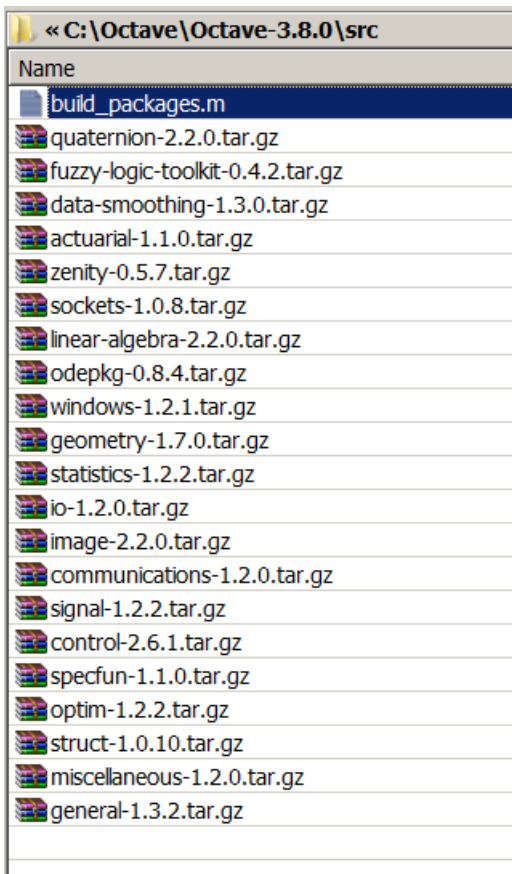 « C:\Octave\Octave-3.8.0\src
Name
build_packages.m
quaternion-2.2.0.tar.gz
fuzzy-logic-toolkit-0.4.2.tar.gz
data-smoothing-1.3.0.tar.gz
actuarial-1.1.0.tar.gz
zenity-0.5.7.tar.gz
sockets-1.0.8.tar.gz
linear-algebra-2.2.0.tar.gz
odepkg-0.8.4.tar.gz
windows-1.2.1.tar.gz
geometry-1.7.0.tar.gz
statistics-1.2.2.tar.gz
io-1.2.0.tar.gz
image-2.2.0.tar.gz
communications-1.2.0.tar.gz
signal-1.2.2.tar.gz
control-2.6.1.tar.gz
specfun-1.1.0.tar.gz
optim-1.2.2.tar.gz
struct-1.0.10.tar.gz
miscellaneous-1.2.0.tar.gz
general-1.3.2.tar.gz